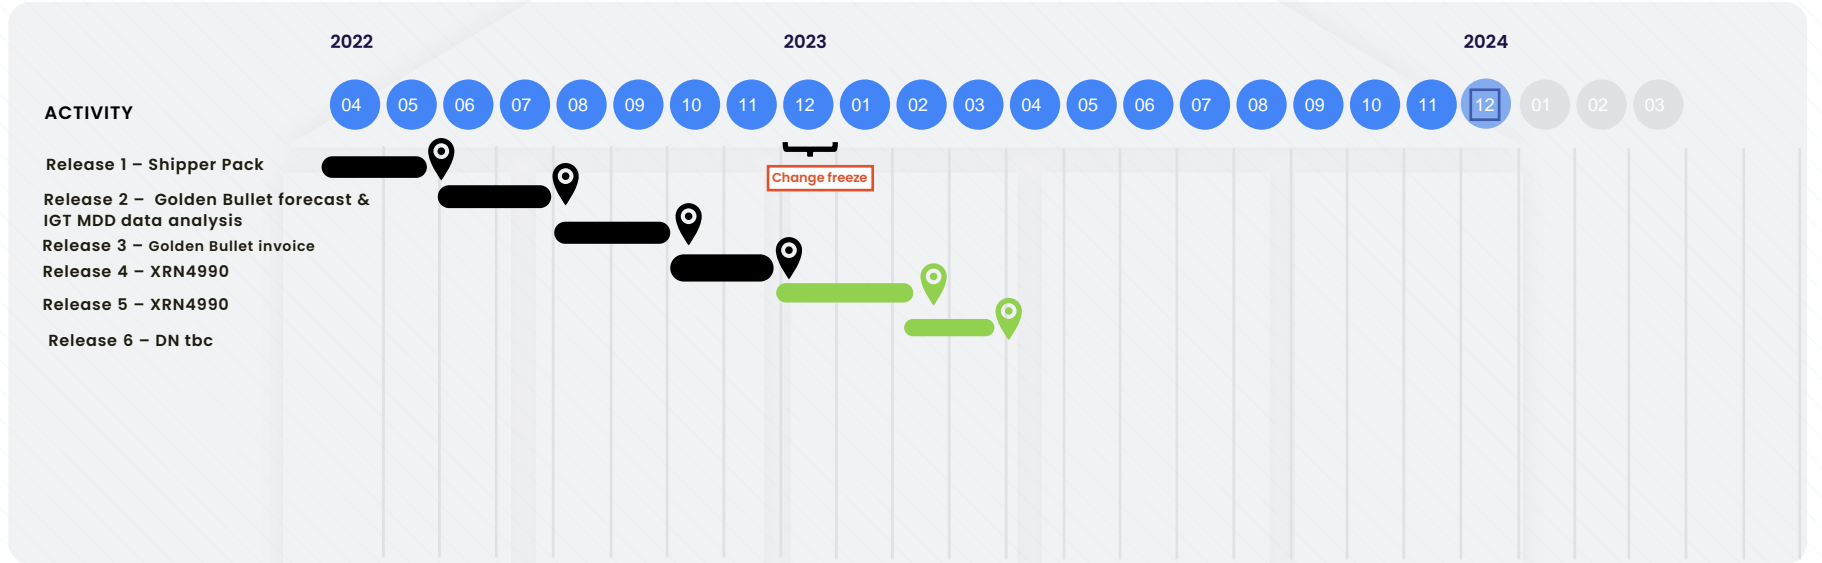 2022 2023 2024
04 05 06 07 08 09 10 11 12 01 02 03 04 05 06 07 08 09 10 11 12 01 02 03
ACTIVITY
Release 1 – Shipper Pack
Change freeze
Release 2 – Golden Bullet forecast &
IGT MDD data analysis
Release 3 – Golden Bullet invoice
Release 4 – XRN4990
Release 5 – XRN4990
Release 6 – DN tbc